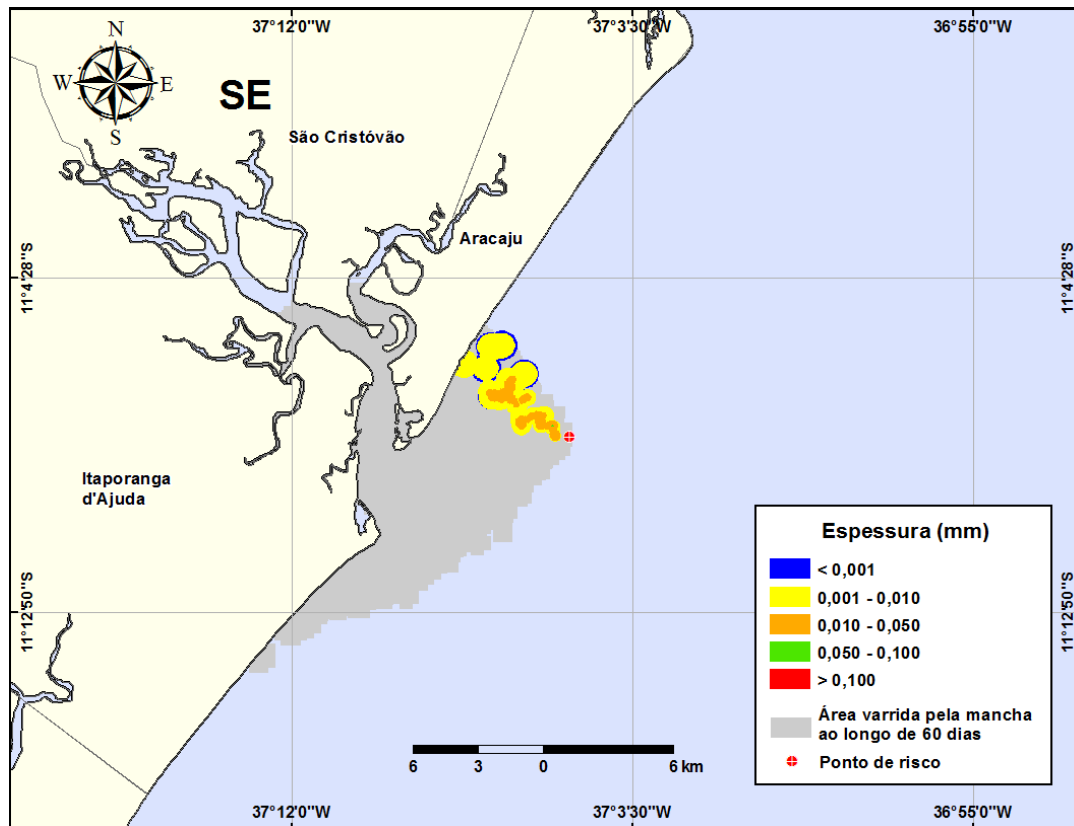 37°12'0"W
37°3'30"W
36°55'0"W
N
W
E
S
SE
São Cristóvão
Aracaju
11°4'28"S
11°4'28"S
Itaporanga
d'Ajuda
11°12'50"S
11°12'50"S
Espessura (mm)
< 0,001
0,001 - 0,010
0,010 - 0,050
0,050 - 0,100
> 0,100
Área varrida pela mancha
ao longo de 60 dias
Ponto de risco
6 3 0 6 km
37°12'0"W
37°3'30"W
36°55'0"W